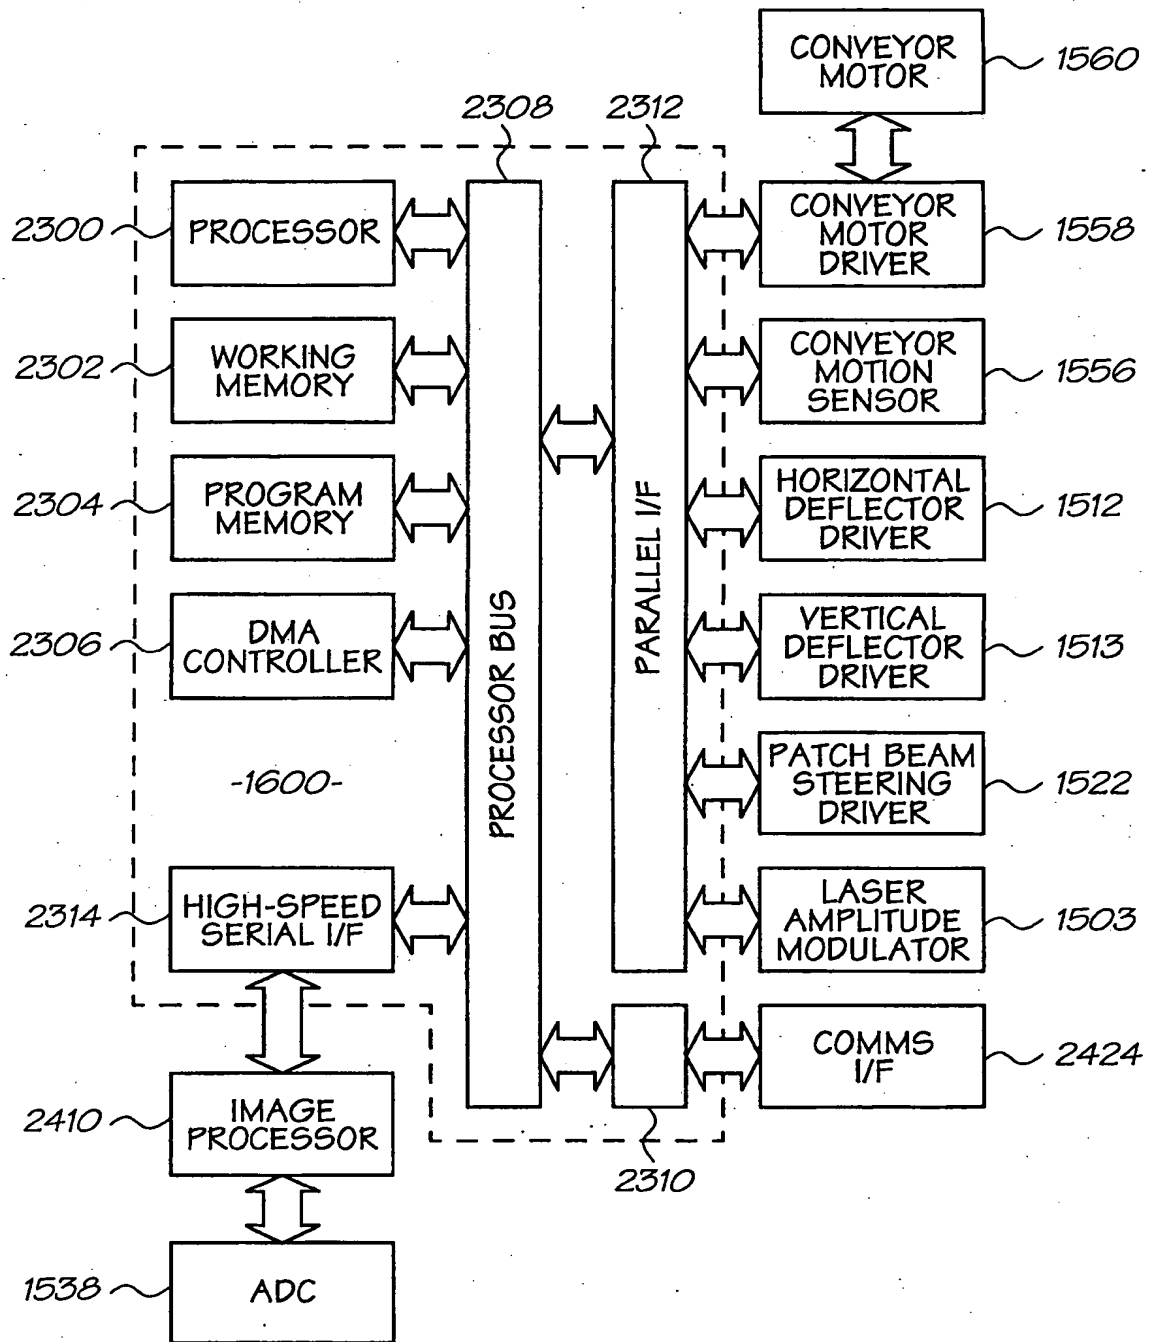 CONVEYOR
MOTOR
1560
2308
2312
2300
PROCESSOR
CONVEYOR
MOTOR
DRIVER
1558
2302
WORKING
MEMORY
CONVEYOR
MOTION
SENSOR
1556
2304
PROGRAM
MEMORY
HORIZONTAL
DEFLECTOR
DRIVER
1512
2306
DMA
CONTROLLER
PROCESSOR BUS
PARALLEL I/F
VERTICAL
DEFLECTOR
DRIVER
1513
-1600-
PATCH BEAM
STEERING
DRIVER
1522
2314
HIGH-SPEED
SERIAL I/F
LASER
AMPLITUDE
MODULATOR
1503
COMMS
I/F
2424
2410
IMAGE
PROCESSOR
2310
1538
ADC